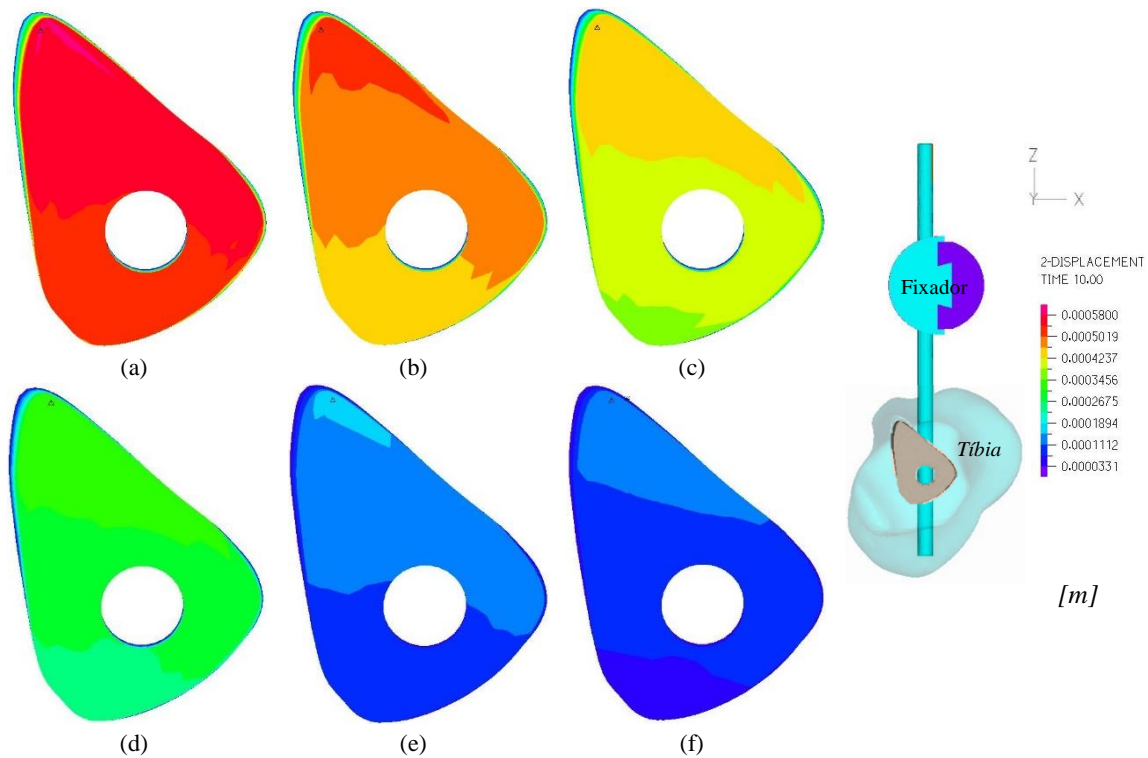 (a)
(b)
(c)
(d)
(e)
(f)
Fixador
Tíbia
Z
Y
X
2-DISPLACEMENT
TIME 10.00
0.0005800
0.0005019
0.0004237
0.0003456
0.0002675
0.0001894
0.0001112
0.0000331
[m]